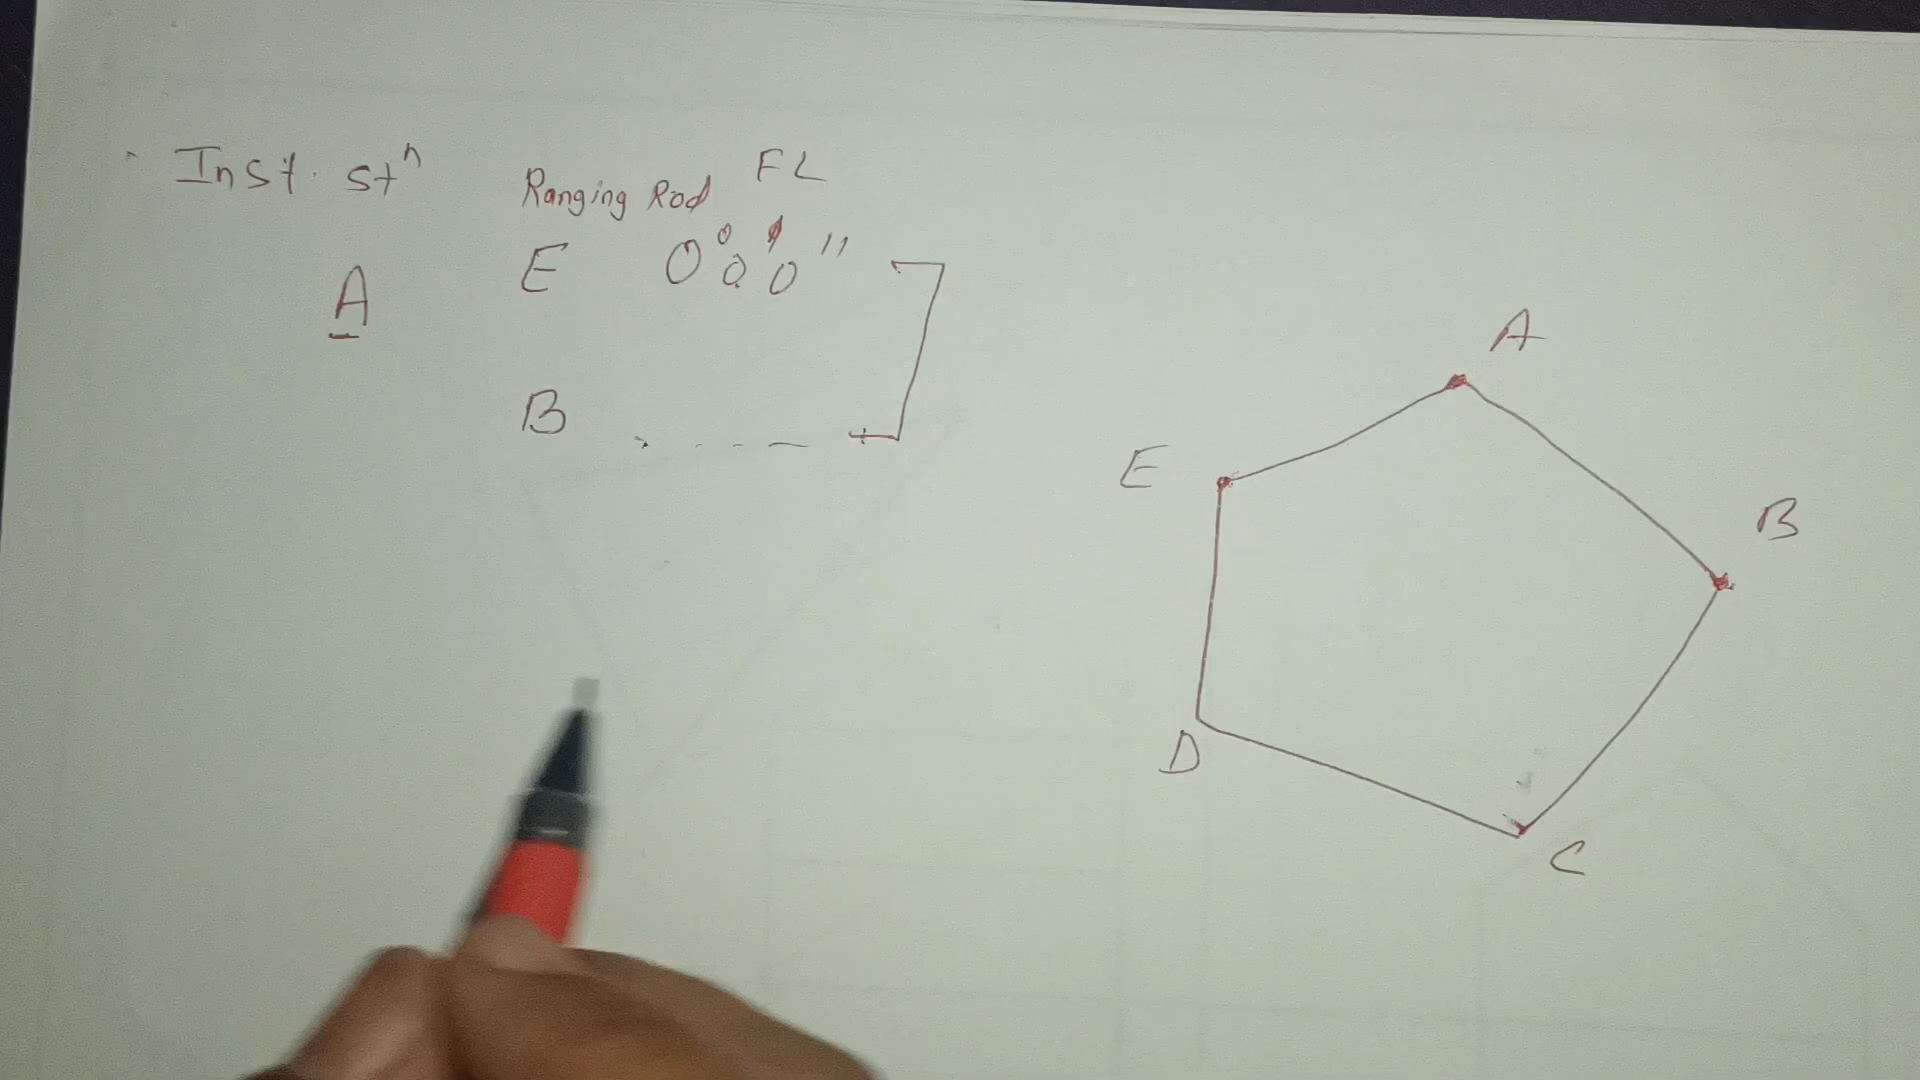 Inst. stⁿ Ranging Rod FL
A E 0° 0' 0"
B
A
E
B
D
C